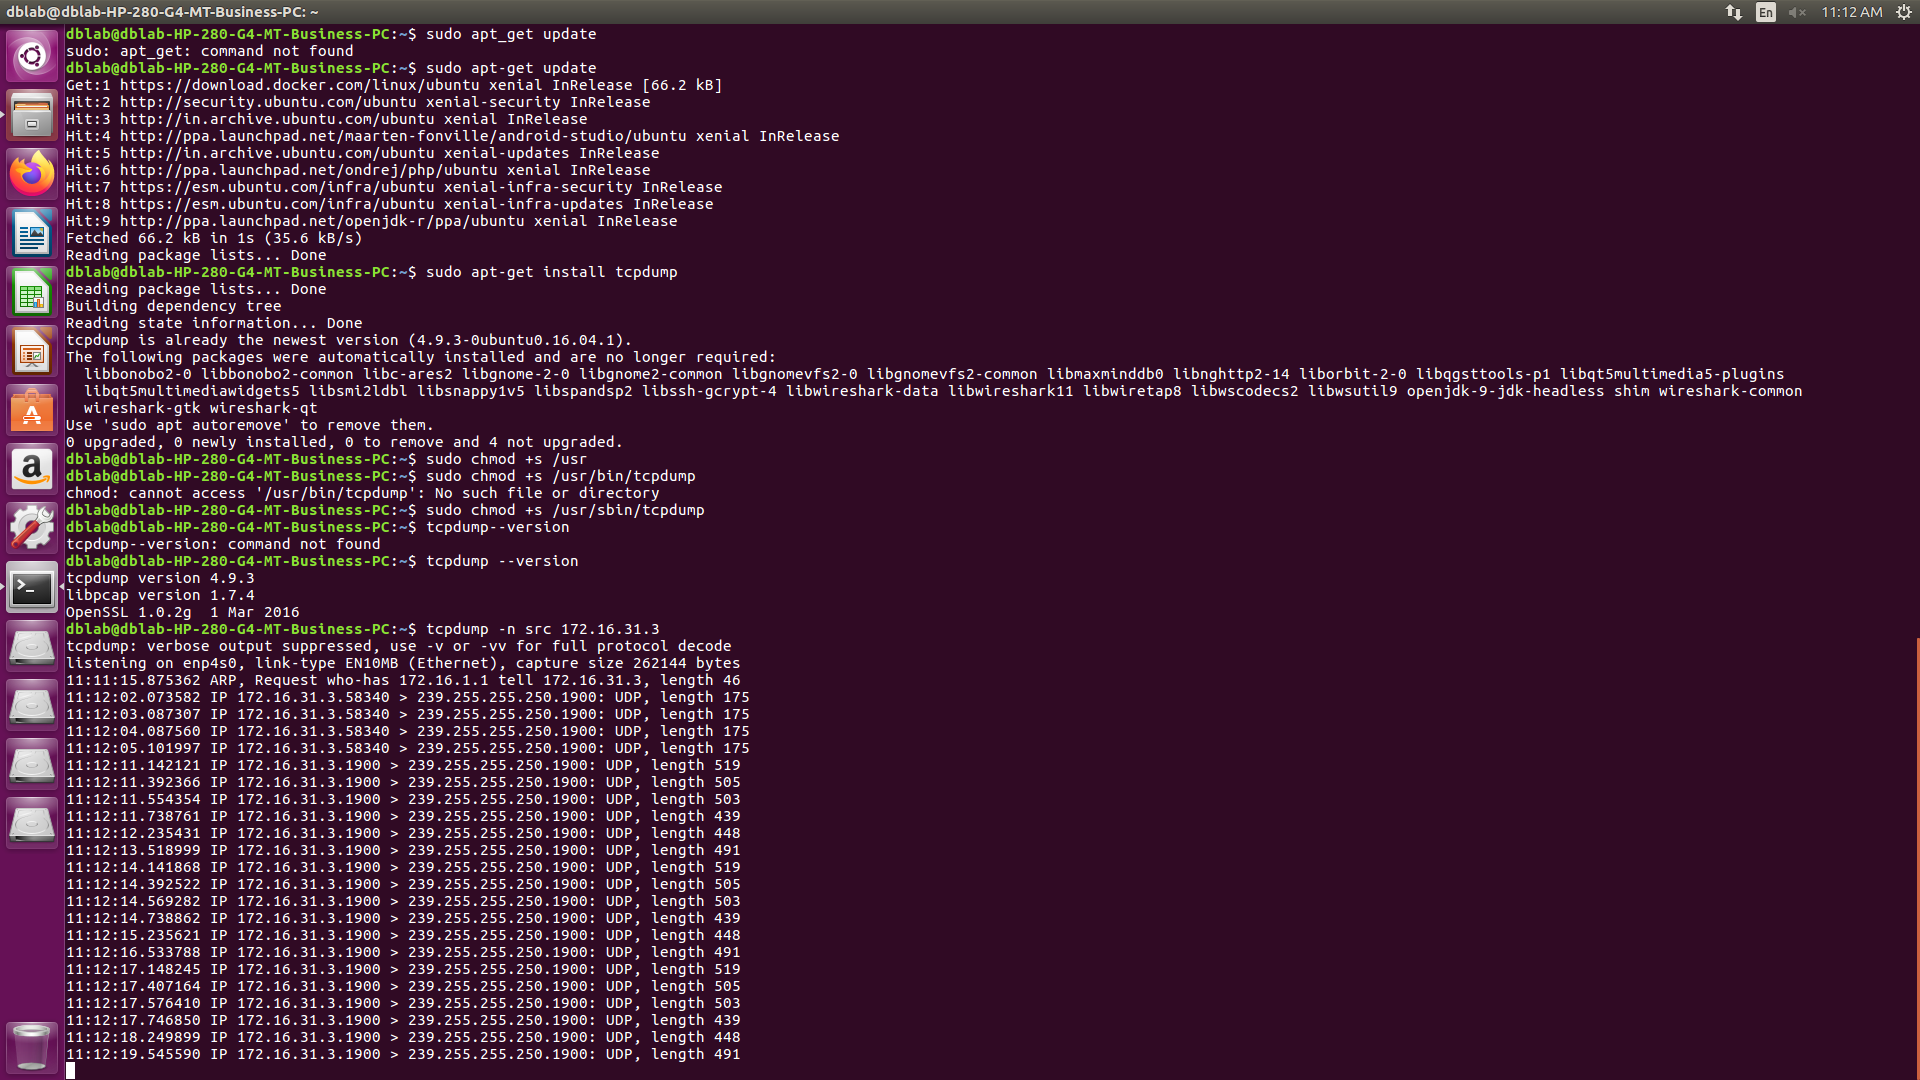 dblab@dblab-HP-280-G4-MT-Business-PC: ~
En
11:12 AM
dblab@dblab-HP-280-G4-MT-Business-PC:~$ sudo apt_get update
sudo: apt_get: command not found
dblab@dblab-HP-280-G4-MT-Business-PC:~$ sudo apt-get update
Get:1 https://download.docker.com/linux/ubuntu xenial InRelease [66.2 kB]
Hit:2 http://security.ubuntu.com/ubuntu xenial-security InRelease
Hit:3 http://in.archive.ubuntu.com/ubuntu xenial InRelease
Hit:4 http://ppa.launchpad.net/maarten-fonville/android-studio/ubuntu xenial InRelease
Hit:5 http://in.archive.ubuntu.com/ubuntu xenial-updates InRelease
Hit:6 http://ppa.launchpad.net/ondrej/php/ubuntu xenial InRelease
Hit:7 https://esm.ubuntu.com/infra/ubuntu xenial-infra-security InRelease
Hit:8 https://esm.ubuntu.com/infra/ubuntu xenial-infra-updates InRelease
Hit:9 http://ppa.launchpad.net/openjdk-r/ppa/ubuntu xenial InRelease
Fetched 66.2 kB in 1s (35.6 kB/s)
Reading package lists... Done
dblab@dblab-HP-280-G4-MT-Business-PC:~$ sudo apt-get install tcpdump
Reading package lists... Done
Building dependency tree
Reading state information... Done
tcpdump is already the newest version (4.9.3-0ubuntu0.16.04.1).
The following packages were automatically installed and are no longer required:
  libbonobo2-0 libbonobo2-common libc-ares2 libgnome-2-0 libgnome2-common libgnomevfs2-0 libgnomevfs2-common libmaxminddb0 libnghttp2-14 liborbit-2-0 libqgsttools-p1 libqt5multimedia5-plugins
  libqt5multimediawidgets5 libsmi2ldbl libsnappy1v5 libspandsp2 libssh-gcrypt-4 libwireshark-data libwireshark11 libwiretap8 libwscodecs2 libwsutil9 openjdk-9-jdk-headless shim wireshark-common
  wireshark-gtk wireshark-qt
Use 'sudo apt autoremove' to remove them.
0 upgraded, 0 newly installed, 0 to remove and 4 not upgraded.
dblab@dblab-HP-280-G4-MT-Business-PC:~$ sudo chmod +s /usr
dblab@dblab-HP-280-G4-MT-Business-PC:~$ sudo chmod +s /usr/bin/tcpdump
chmod: cannot access '/usr/bin/tcpdump': No such file or directory
dblab@dblab-HP-280-G4-MT-Business-PC:~$ sudo chmod +s /usr/sbin/tcpdump
dblab@dblab-HP-280-G4-MT-Business-PC:~$ tcpdump--version
tcpdump--version: command not found
dblab@dblab-HP-280-G4-MT-Business-PC:~$ tcpdump --version
tcpdump version 4.9.3
libpcap version 1.7.4
OpenSSL 1.0.2g  1 Mar 2016
dblab@dblab-HP-280-G4-MT-Business-PC:~$ tcpdump -n src 172.16.31.3
tcpdump: verbose output suppressed, use -v or -vv for full protocol decode
listening on enp4s0, link-type EN10MB (Ethernet), capture size 262144 bytes
11:11:15.875362 ARP, Request who-has 172.16.1.1 tell 172.16.31.3, length 46
11:12:02.073582 IP 172.16.31.3.58340 > 239.255.255.250.1900: UDP, length 175
11:12:03.087307 IP 172.16.31.3.58340 > 239.255.255.250.1900: UDP, length 175
11:12:04.087560 IP 172.16.31.3.58340 > 239.255.255.250.1900: UDP, length 175
11:12:05.101997 IP 172.16.31.3.58340 > 239.255.255.250.1900: UDP, length 175
11:12:11.142121 IP 172.16.31.3.1900 > 239.255.255.250.1900: UDP, length 519
11:12:11.392366 IP 172.16.31.3.1900 > 239.255.255.250.1900: UDP, length 505
11:12:11.554354 IP 172.16.31.3.1900 > 239.255.255.250.1900: UDP, length 503
11:12:11.738761 IP 172.16.31.3.1900 > 239.255.255.250.1900: UDP, length 439
11:12:12.235431 IP 172.16.31.3.1900 > 239.255.255.250.1900: UDP, length 448
11:12:13.518999 IP 172.16.31.3.1900 > 239.255.255.250.1900: UDP, length 491
11:12:14.141868 IP 172.16.31.3.1900 > 239.255.255.250.1900: UDP, length 519
11:12:14.392522 IP 172.16.31.3.1900 > 239.255.255.250.1900: UDP, length 505
11:12:14.569282 IP 172.16.31.3.1900 > 239.255.255.250.1900: UDP, length 503
11:12:14.738862 IP 172.16.31.3.1900 > 239.255.255.250.1900: UDP, length 439
11:12:15.235621 IP 172.16.31.3.1900 > 239.255.255.250.1900: UDP, length 448
11:12:16.533788 IP 172.16.31.3.1900 > 239.255.255.250.1900: UDP, length 491
11:12:17.148245 IP 172.16.31.3.1900 > 239.255.255.250.1900: UDP, length 519
11:12:17.407164 IP 172.16.31.3.1900 > 239.255.255.250.1900: UDP, length 505
11:12:17.576410 IP 172.16.31.3.1900 > 239.255.255.250.1900: UDP, length 503
11:12:17.746850 IP 172.16.31.3.1900 > 239.255.255.250.1900: UDP, length 439
11:12:18.249899 IP 172.16.31.3.1900 > 239.255.255.250.1900: UDP, length 448
11:12:19.545590 IP 172.16.31.3.1900 > 239.255.255.250.1900: UDP, length 491